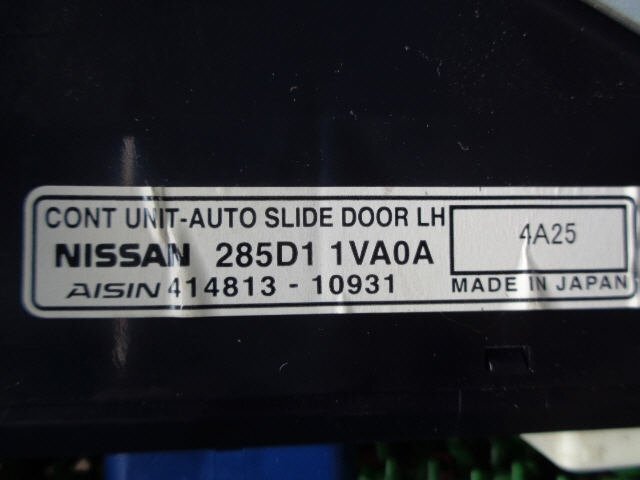 CONT UNIT-AUTO SLIDE DOOR LH
NISSAN 285D1 1VA0A
4A25
AISIN 414813 - 10931
MADE IN JAPAN